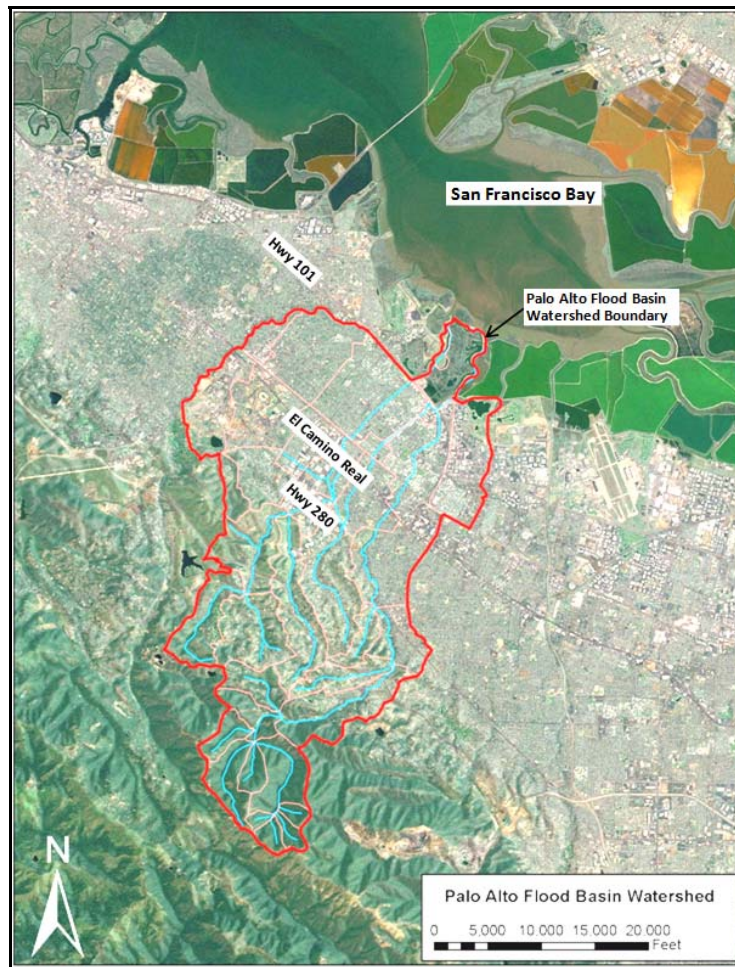 San Francisco Bay
Hwy 101
Palo Alto Flood Basin
Watershed Boundary
El Camino Real
Hwy 280
N
Palo Alto Flood Basin Watershed
0 5,000 10,000 15,000 20,000
Feet